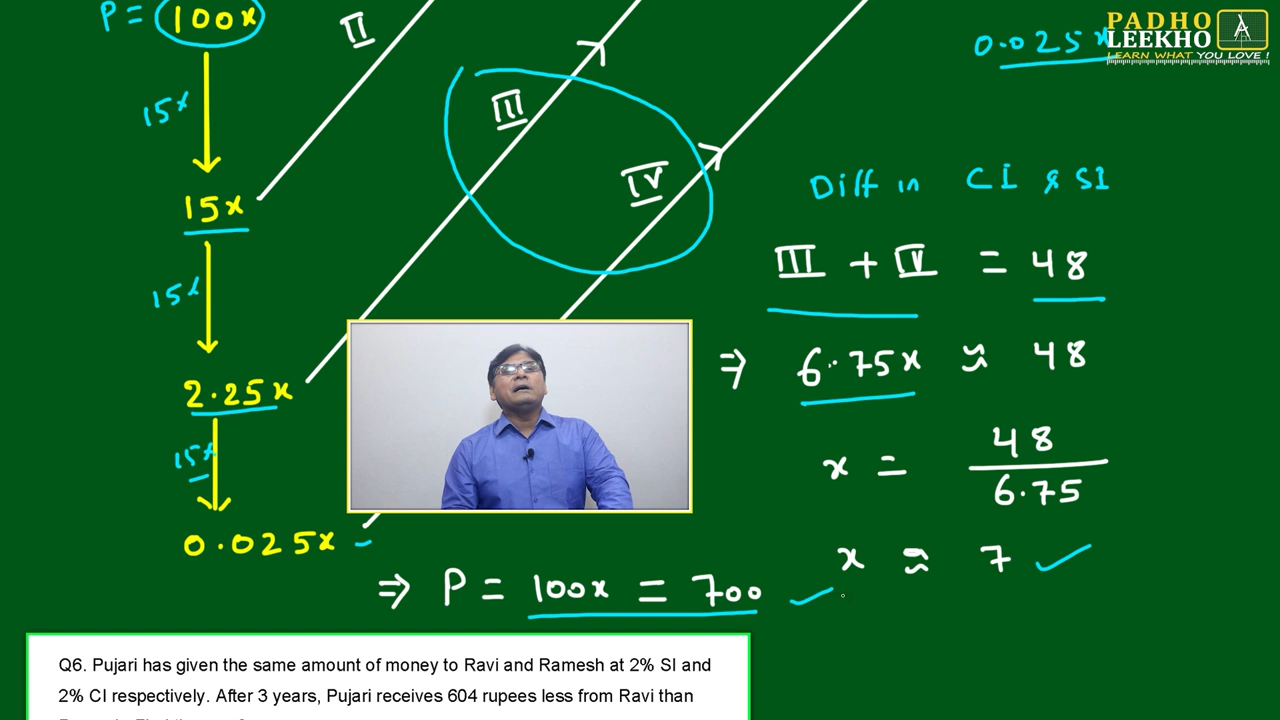 P = 100x
II
0.025x
PADHO
LEEKHO
LEARN WHAT YOU LOVE !
15x
III
IV
Diff in CI & SI
15x
III + IV = 48
15x
⇒ 6.75x ≈ 48
2.25x
x = 48/6.75
15x
0.025x
x ≈ 7 ✓
⇒ P = 100x = 700 ✓
Q6. Pujari has given the same amount of money to Ravi and Ramesh at 2% SI and
2% CI respectively. After 3 years, Pujari receives 604 rupees less from Ravi than